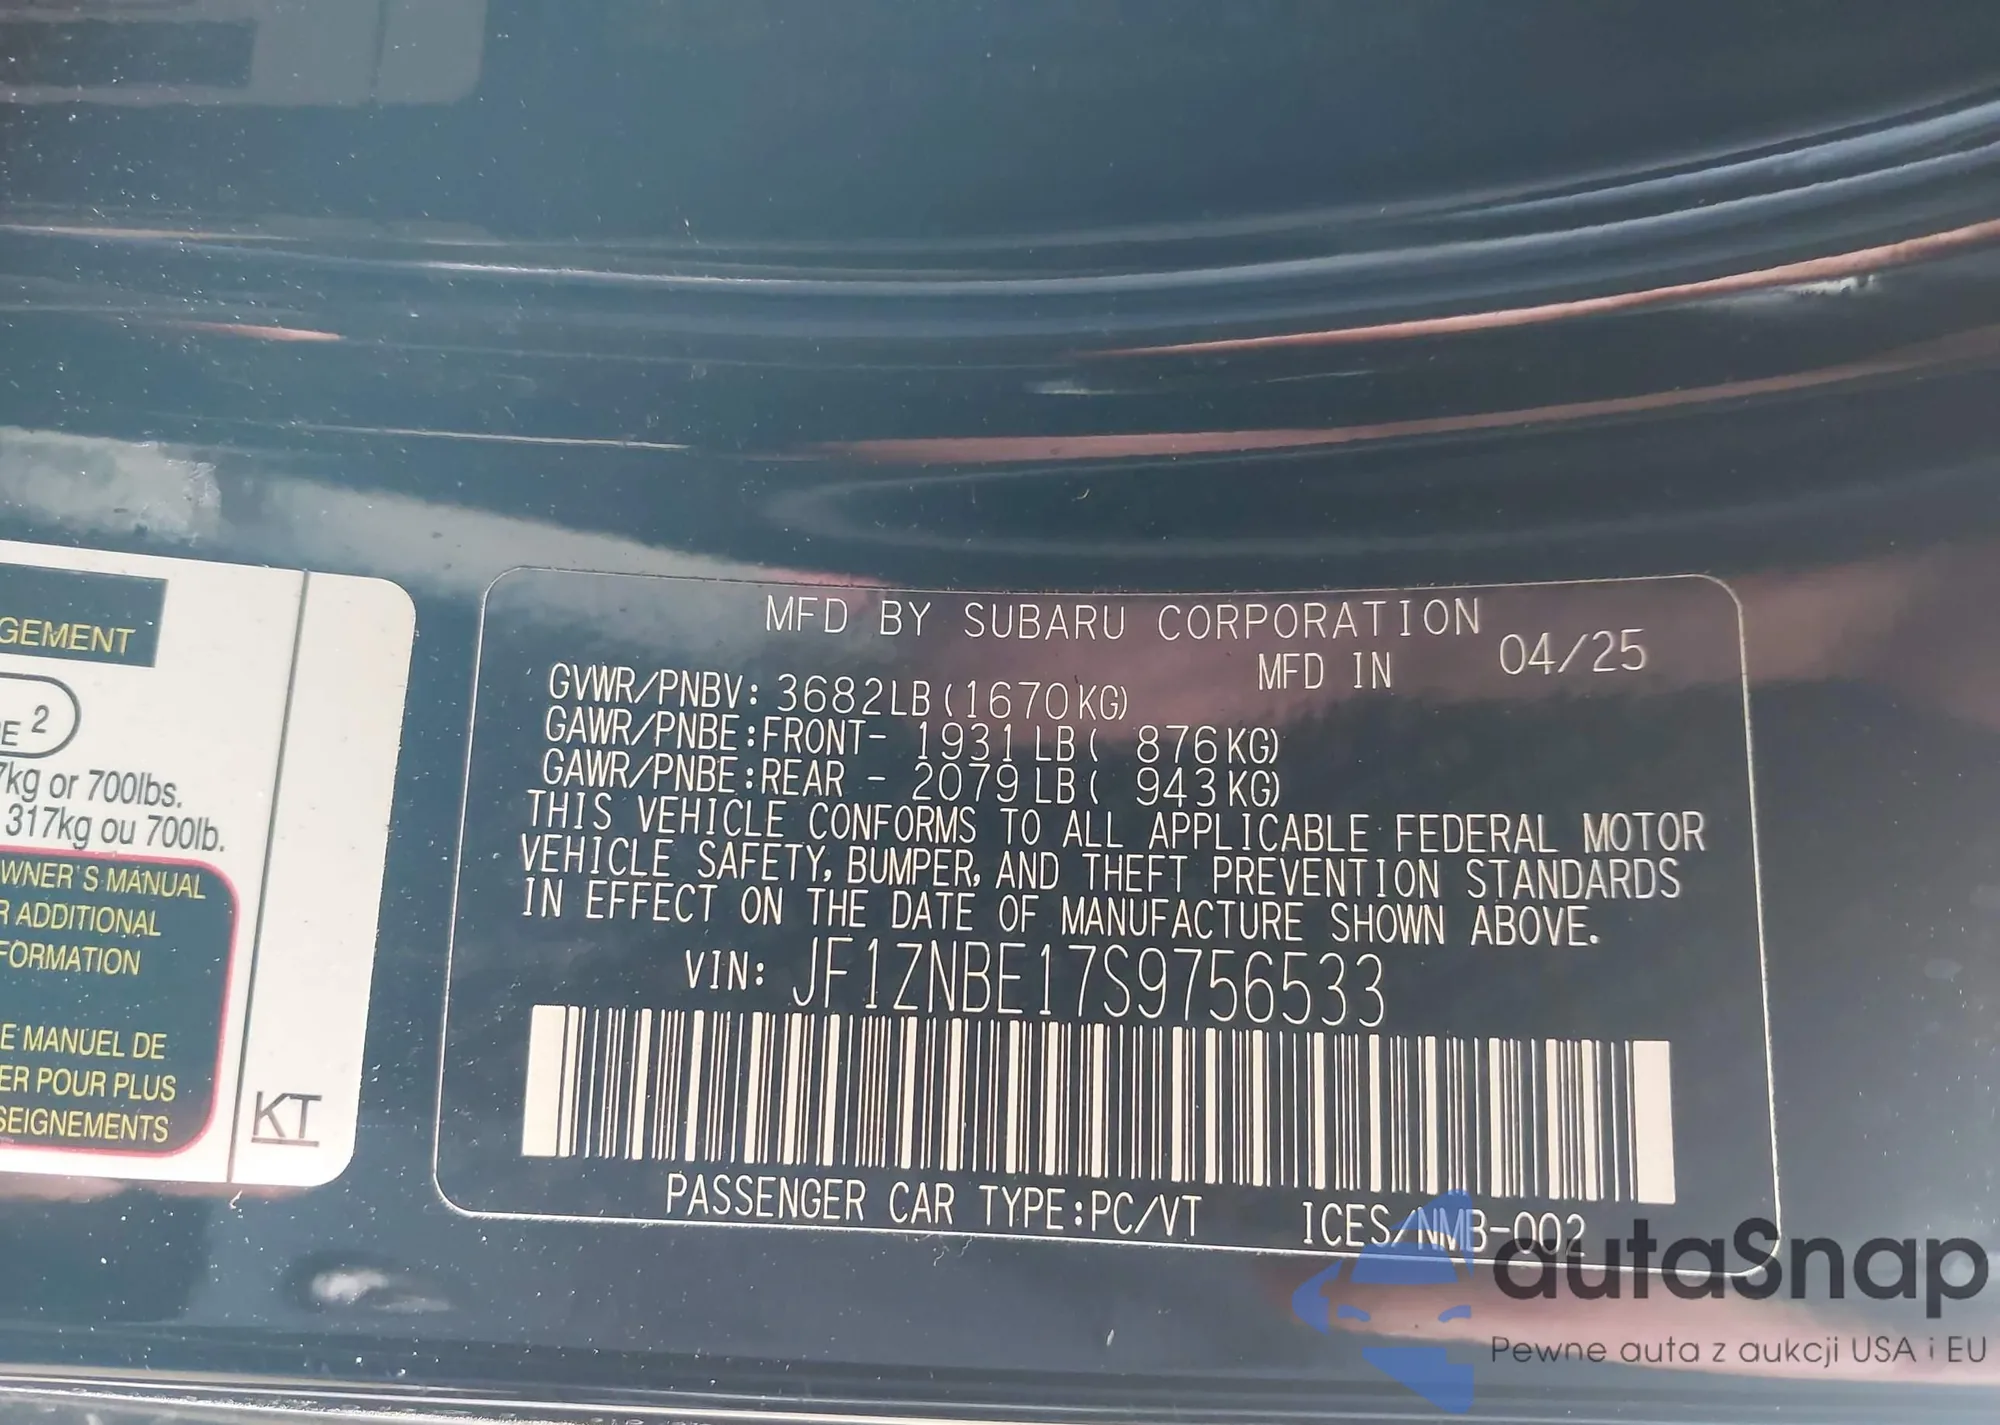 GEMENT
E 2
7kg or 700lbs.
317kg ou 700lb.
WNER'S MANUAL
R ADDITIONAL
FORMATION
E MANUEL DE
ER POUR PLUS
SEIGNEMENTS
KT
MFD BY SUBARU CORPORATION
MFD IN 04/25
GVWR/PNBV: 3682LB(1670KG)
GAWR/PNBE:FRONT- 1931LB( 876KG)
GAWR/PNBE:REAR - 2079LB( 943KG)
THIS VEHICLE CONFORMS TO ALL APPLICABLE FEDERAL MOTOR
VEHICLE SAFETY, BUMPER, AND THEFT PREVENTION STANDARDS
IN EFFECT ON THE DATE OF MANUFACTURE SHOWN ABOVE.
VIN: JF1ZNBE17S9756533
PASSENGER CAR TYPE:PC/VT ICES/NMB-002
autaSnap
Pewne auta z aukcji USA i EU